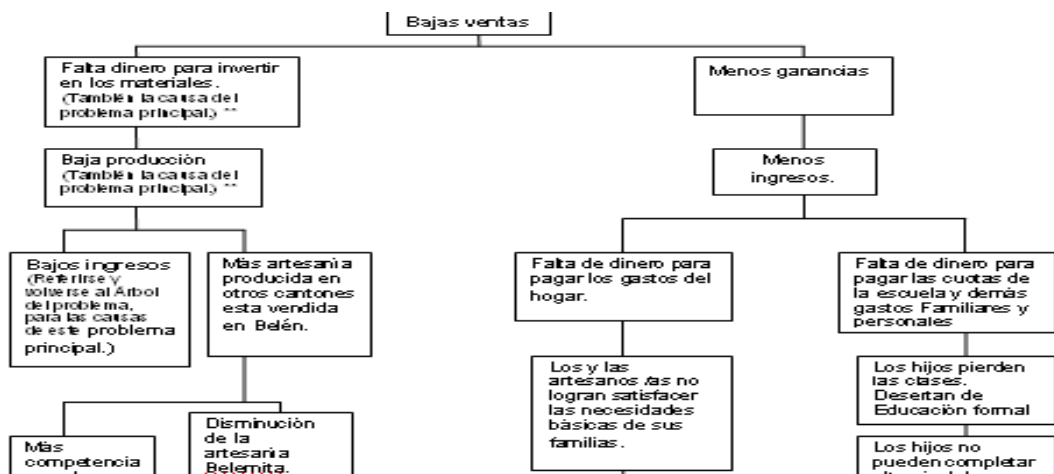 Bajas ventas
Falta dinero para invertir
en los materiales.
(También la causa del
problema principal.) **
Menos ganancias
Baja producción
(También la causa del
problema principal.) **
Menos
ingresos.
Bajos ingresos
(Referirse y
volverse al Árbol
del problema,
para las causas
de este problema
principal.)
Más artesanía
producida en
otros cantones
esta vendida
en Belén.
Falta de dinero para
pagar los gastos del
hogar.
Falta de dinero para
pagar las cuotas de
la escuela y demás
gastos Familiares y
personales
Los y las
artesanos /as no
logran satisfacer
las necesidades
básicas de sus
familias.
Los hijos pierden
las clases.
Desertan de
Educación formal
Más
competencia
Disminución
de la
artesanía
Belemita.
Los hijos no
pueden completar